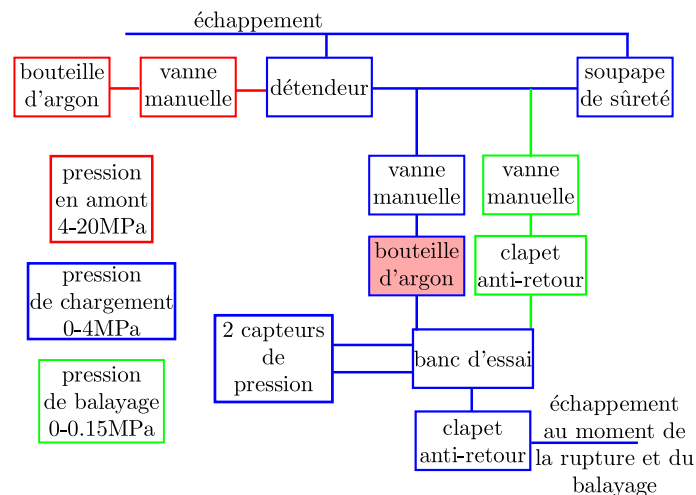 échappement
bouteille
d'argon
vanne
manuelle
détendeur
soupape
de sûreté
pression
en amont
4-20MPa
vanne
manuelle
vanne
manuelle
bouteille
d'argon
clapet
anti-retour
pression
de chargement
0-4MPa
2 capteurs
de
pression
banc d'essai
pression
de balayage
0-0.15MPa
clapet
anti-retour
échappement
au moment de
la rupture et du
balayage